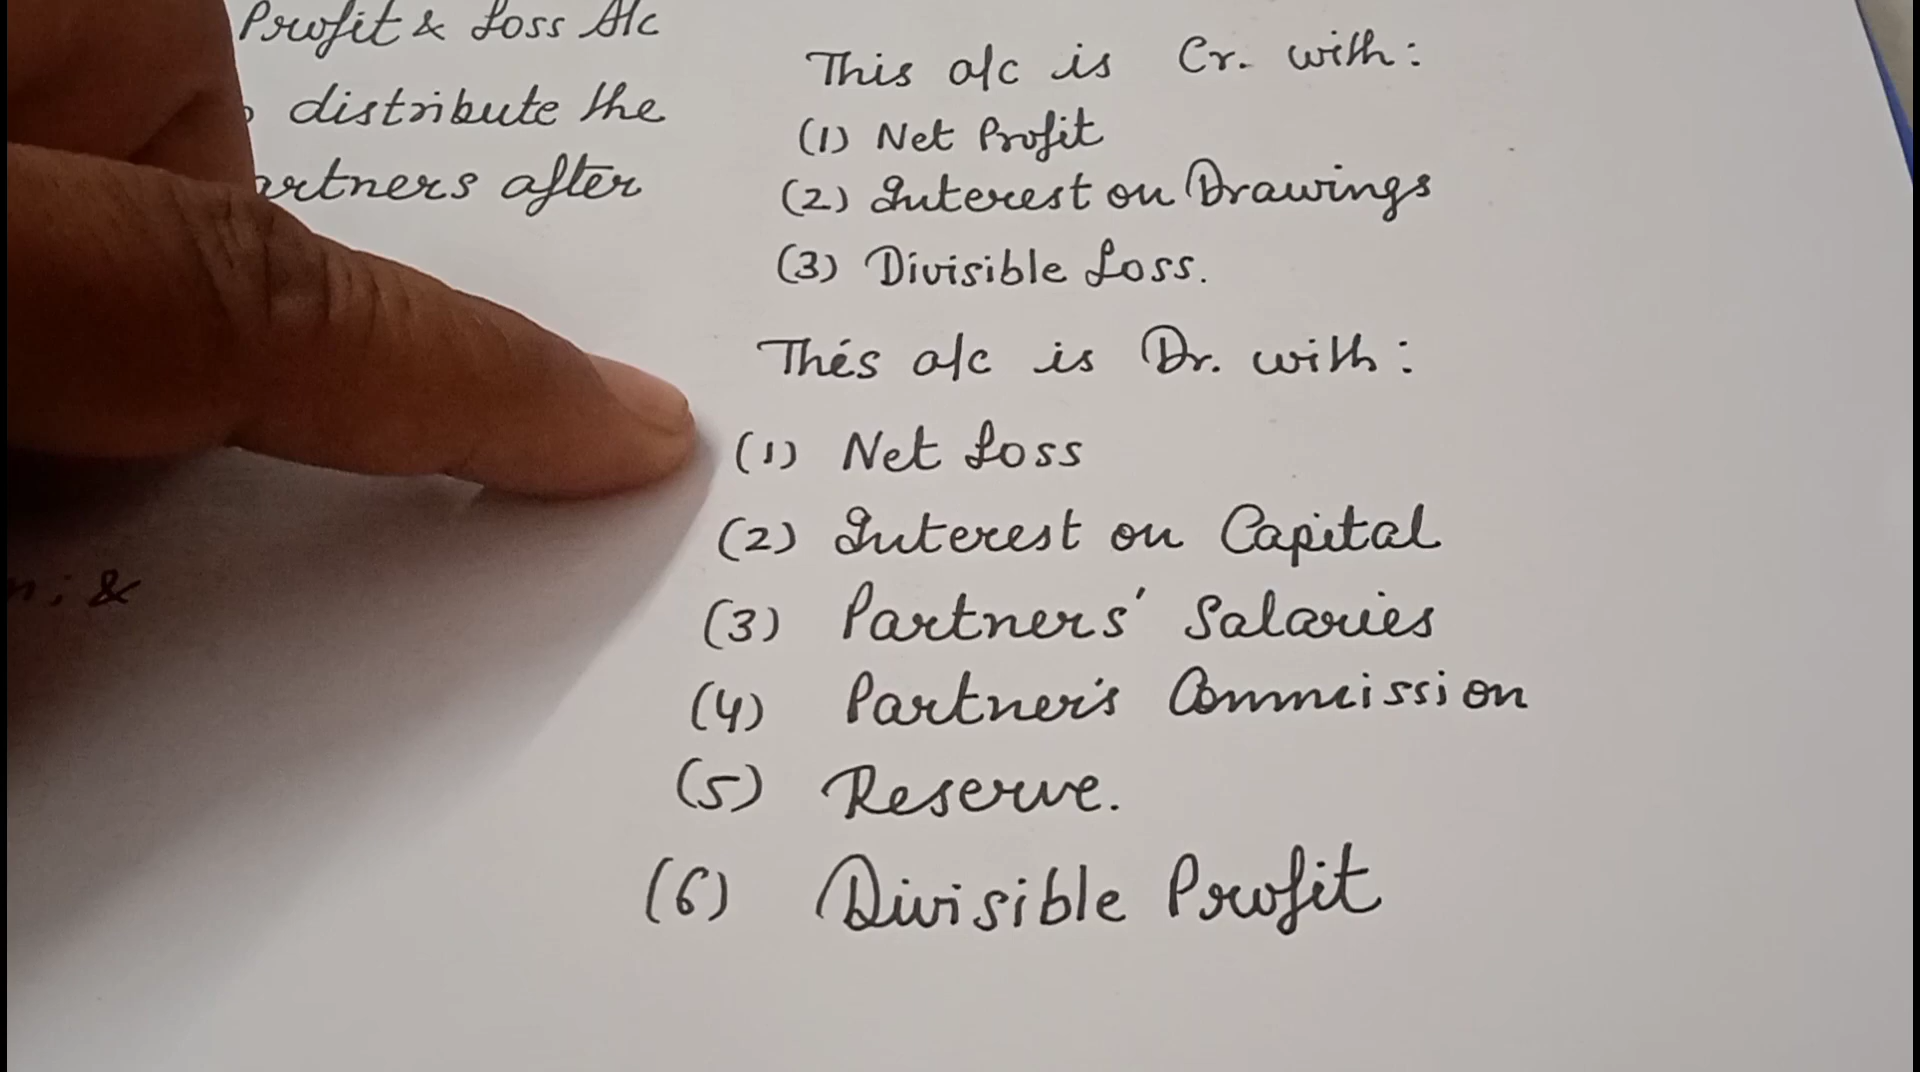 Profit & Loss A/c
distribute the
artners after
n; &
This a/c is Cr. with:
(1) Net Profit
(2) Interest on Drawings
(3) Divisible Loss.
This a/c is Dr. with:
(1) Net Loss
(2) Interest on Capital
(3) Partners' Salaries
(4) Partner's Commission
(5) Reserve.
(6) Divisible Profit